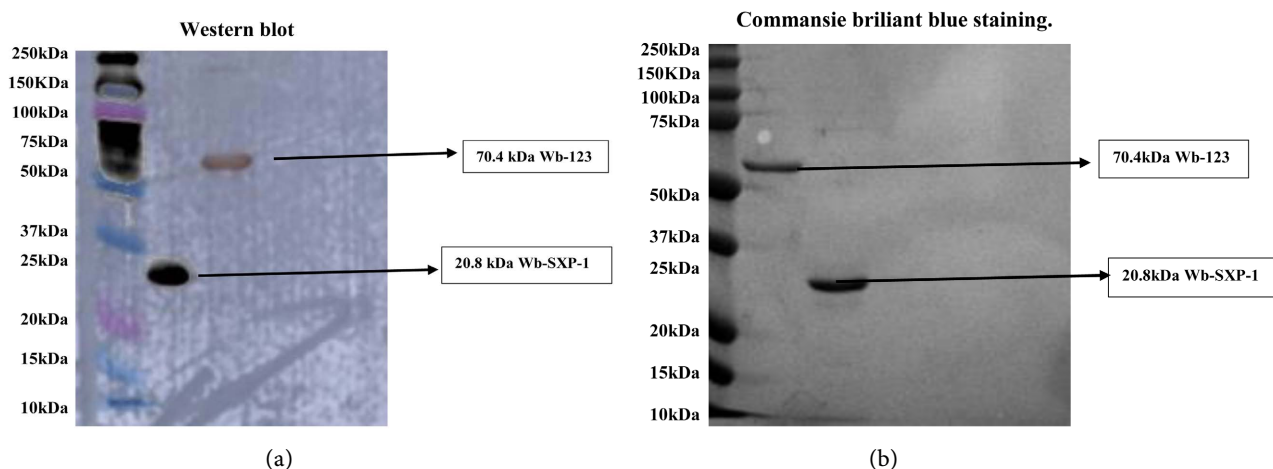 Western blot
250kDa
150KDa
100kDa
75kDa
50kDa
37kDa
25kDa
20kDa
15kDa
10kDa
70.4 kDa Wb-123
20.8 kDa Wb-SXP-1
(a)
Commansie briliant blue staining.
250kDa
150KDa
100kDa
75kDa
50kDa
37kDa
25kDa
20kDa
15kDa
10kDa
70.4kDa Wb-123
20.8kDa Wb-SXP-1
(b)